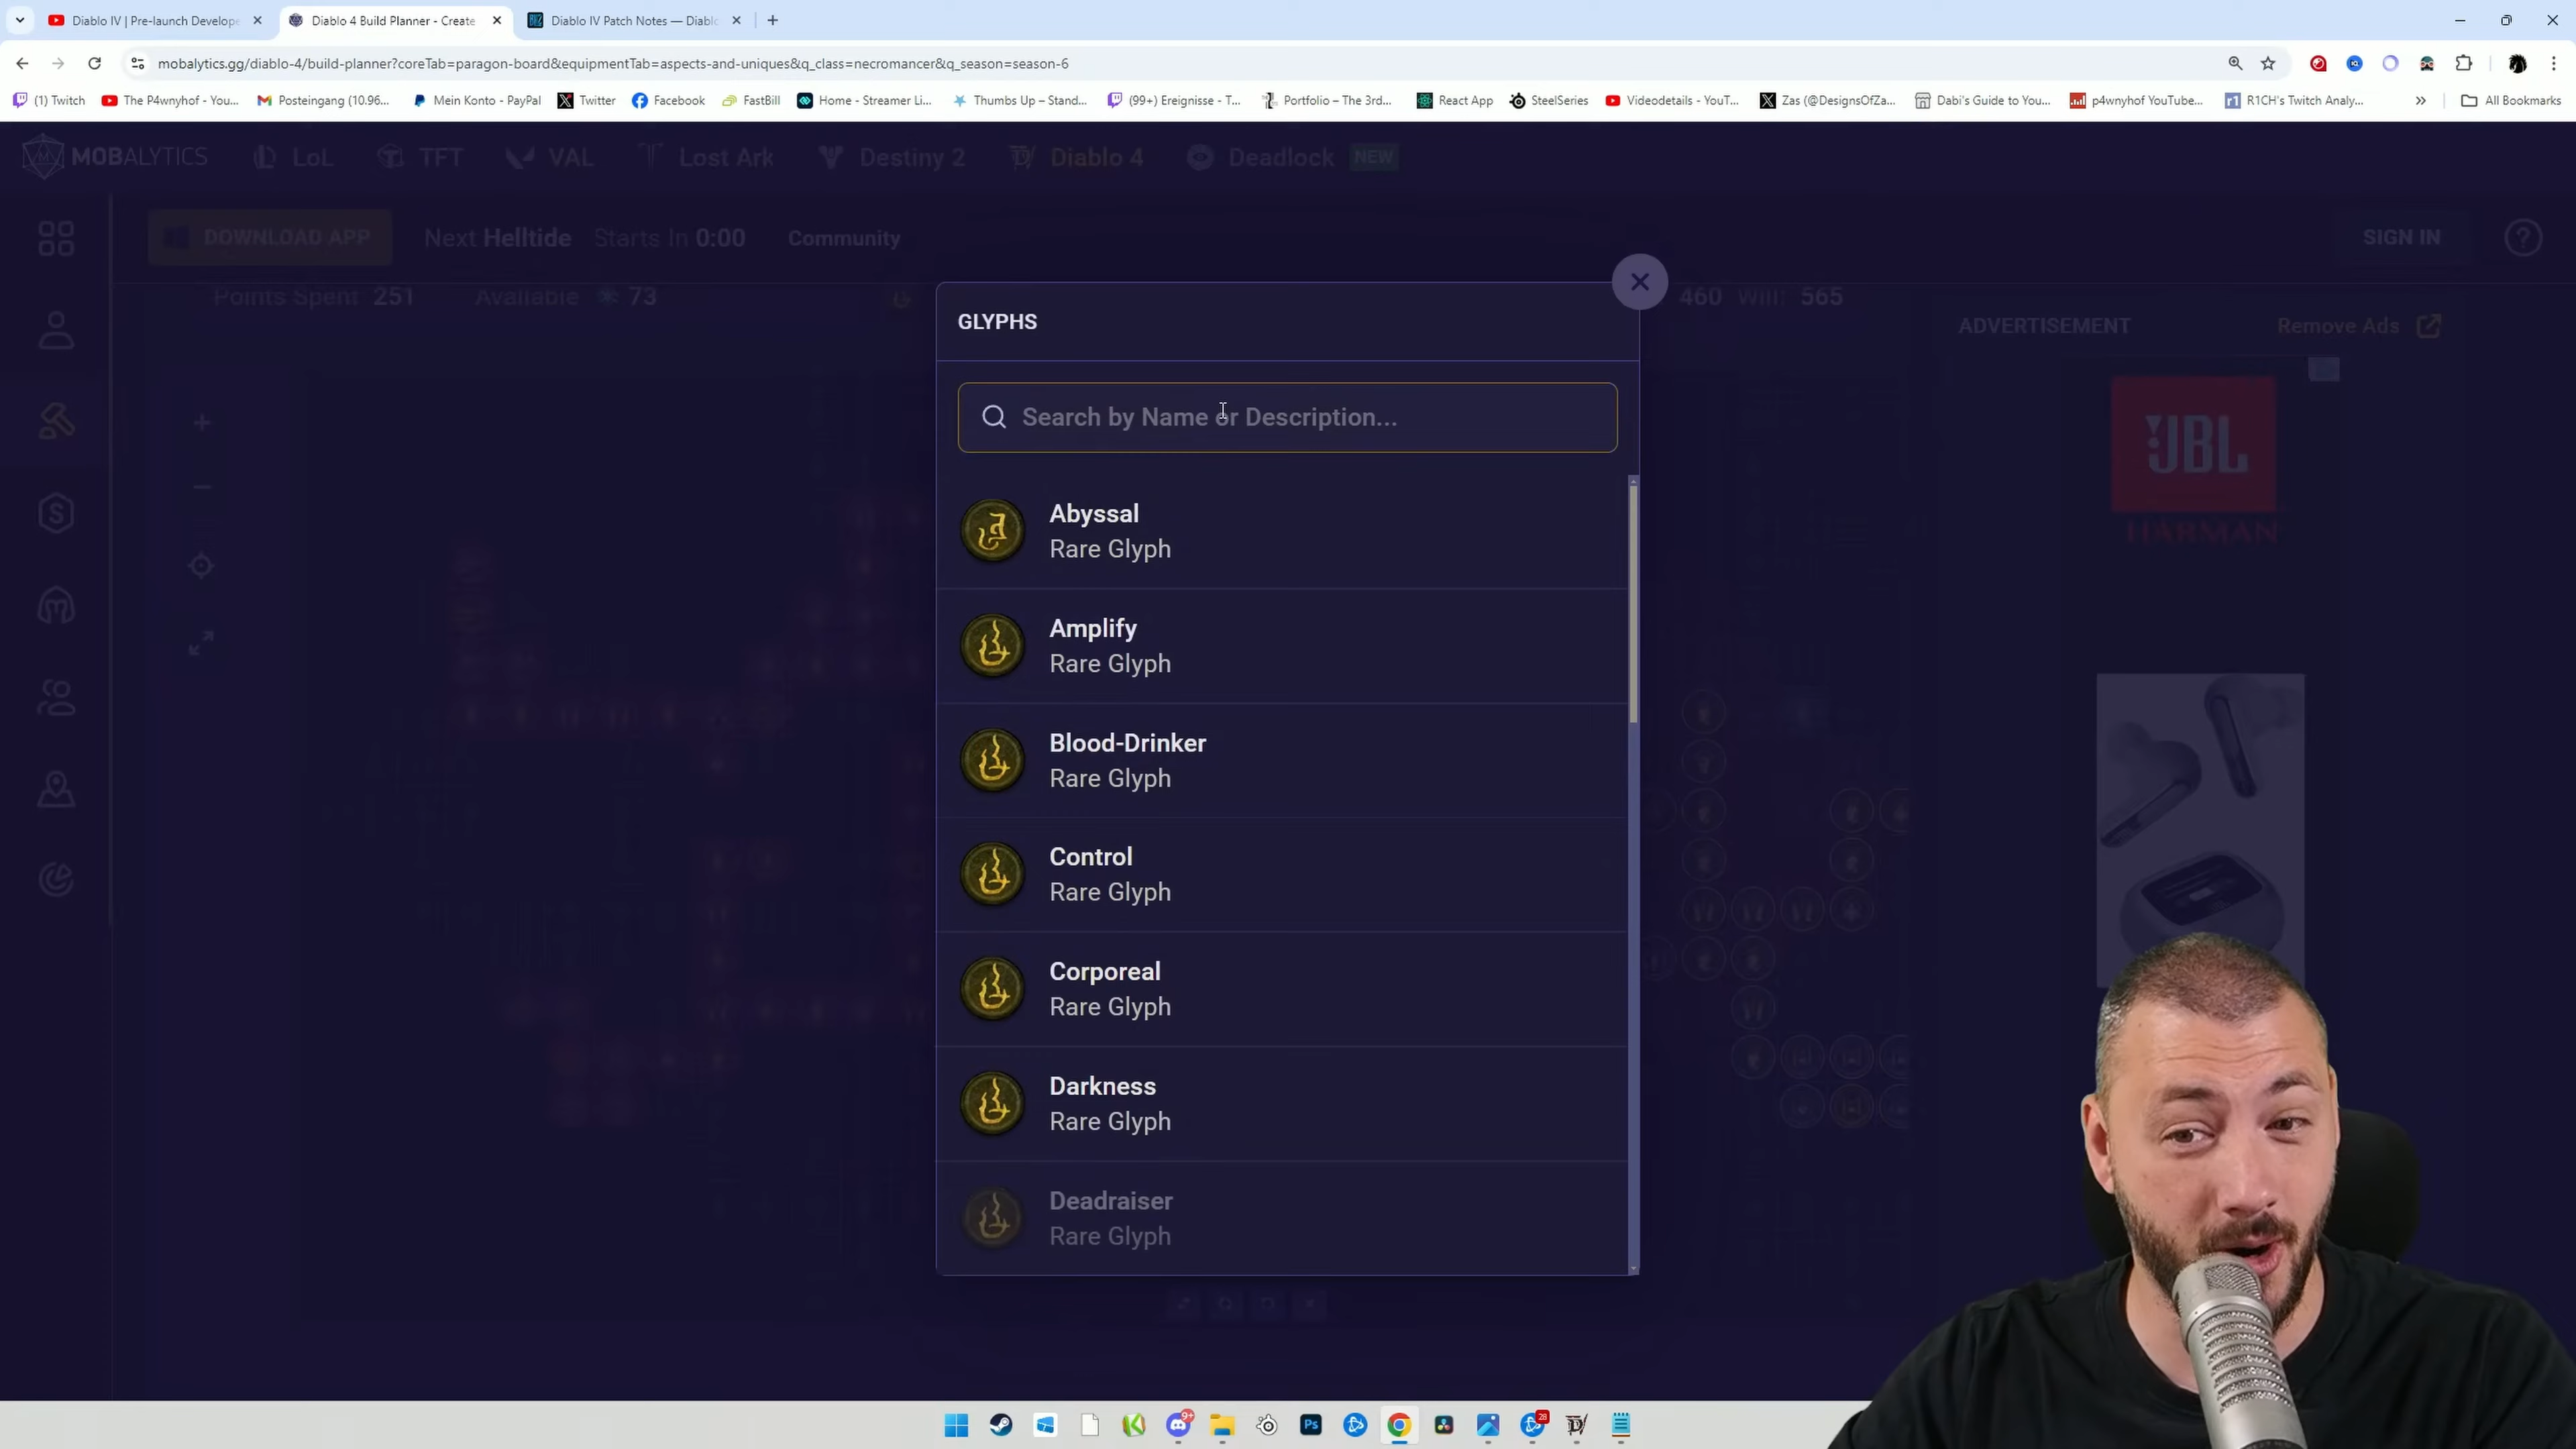 Diablo IV | Pre-launch Develope
Diablo 4 Build Planner - Create
Diablo IV Patch Notes — Diablo
mobalytics.gg/diablo-4/build-planner?coreTab=paragon-board&equipmentTab=aspects-and-uniques&q_class=necromancer&q_season=season-6
(1) Twitch
The P4wnyhof - You...
Posteingang (10.96...
Mein Konto - PayPal
Twitter
Facebook
FastBill
Home - Streamer Li...
Thumbs Up – Stand...
(99+) Ereignisse - T...
Portfolio – The 3rd...
React App
SteelSeries
Videodetails - YouT...
Zas (@DesignsOfZa...
Dabi's Guide to You...
p4wnyhof YouTube...
R1CH's Twitch Analy...
All Bookmarks
MOBALYTICS
LoL
TFT
VAL
Lost Ark
Destiny 2
Diablo 4
Deadlock NEW
DOWNLOAD APP
Next Helltide Starts In 0:00
Community
SIGN IN
Points Spent 251
Available 73
460 Will: 565
ADVERTISEMENT
Remove Ads
JBL
HARMAN
GLYPHS
Search by Name or Description...
Abyssal
Rare Glyph
Amplify
Rare Glyph
Blood-Drinker
Rare Glyph
Control
Rare Glyph
Corporeal
Rare Glyph
Darkness
Rare Glyph
Deadraiser
Rare Glyph
9+
Ps
28